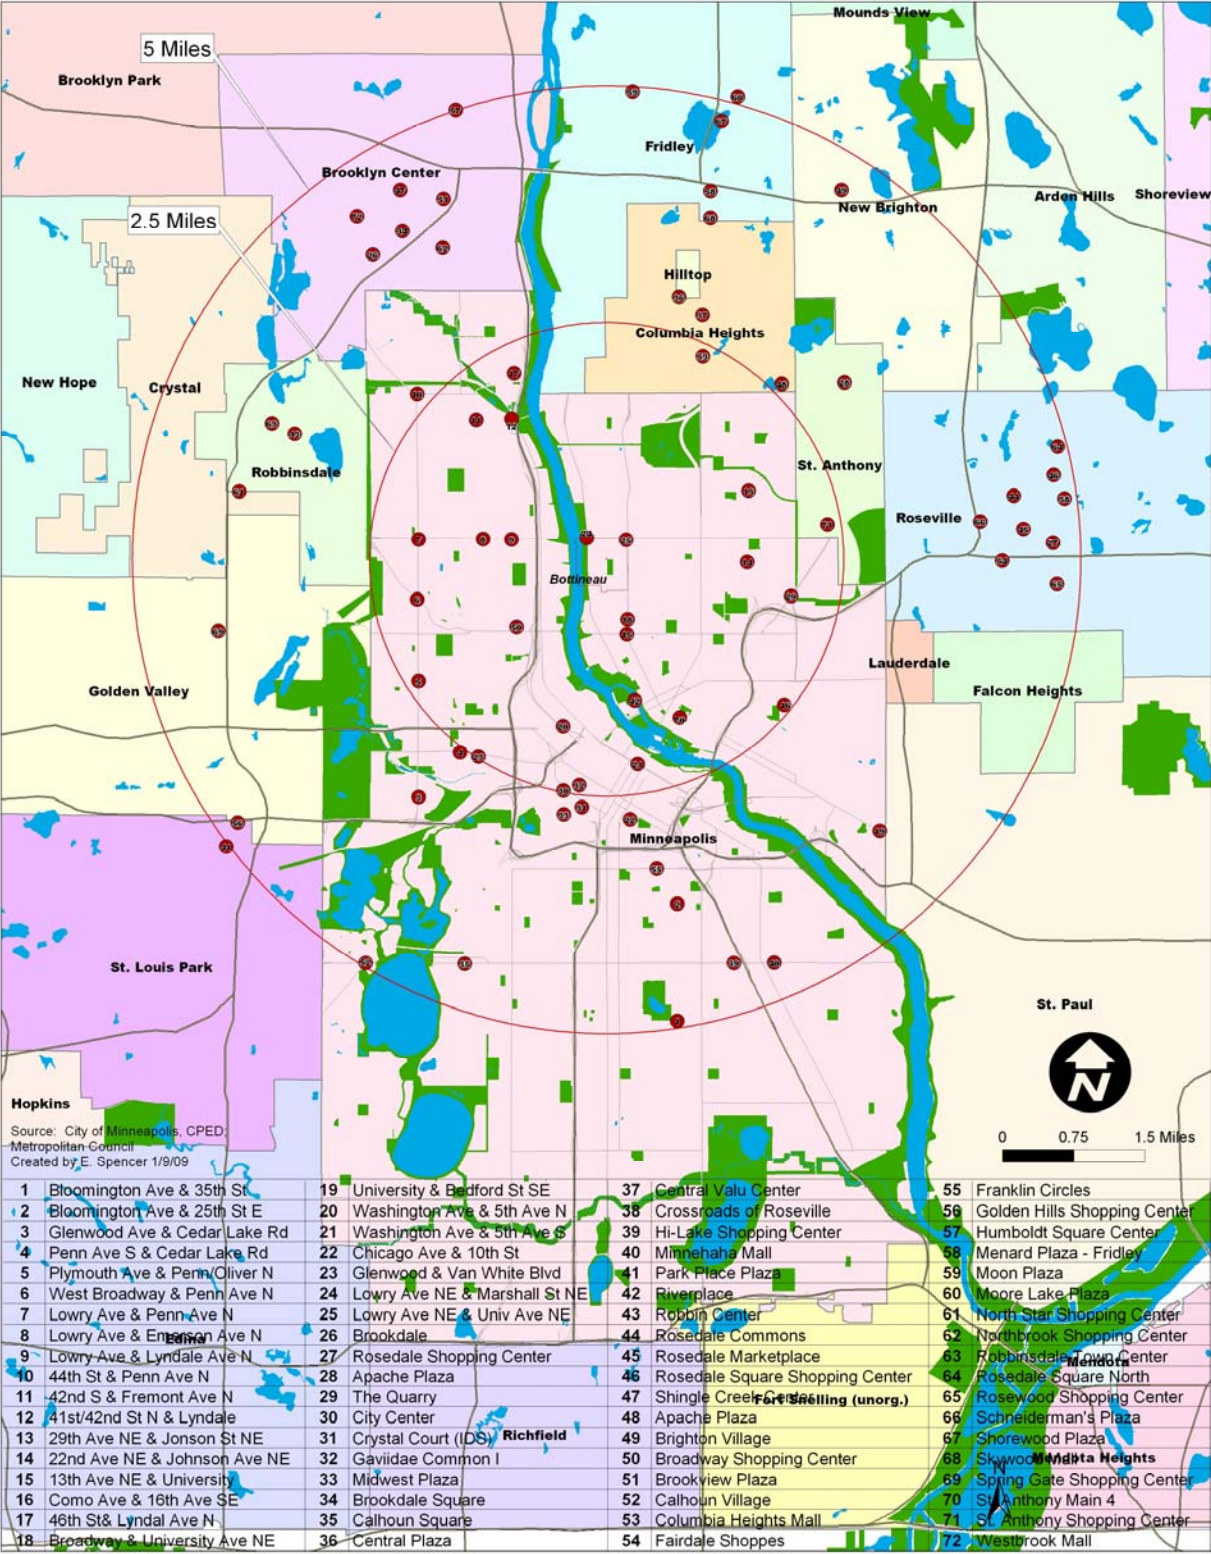 Mounds View
5 Miles
Brooklyn Park
Fridley
Brooklyn Center
Arden Hills
Shoreview
New Brighton
2.5 Miles
Hilltop
Columbia Heights
New Hope
Crystal
St. Anthony
Robbinsdale
Roseville
Bottineau
Lauderdale
Golden Valley
Falcon Heights
Minneapolis
St. Louis Park
St. Paul
N
Hopkins
Source: City of Minneapolis, CPED;
Metropolitan Council
Created by E. Spencer 1/9/09
0 0.75 1.5 Miles
1 Bloomington Ave & 35th St
2 Bloomington Ave & 25th St E
3 Glenwood Ave & Cedar Lake Rd
4 Penn Ave S & Cedar Lake Rd
5 Plymouth Ave & Penn/Oliver N
6 West Broadway & Penn Ave N
7 Lowry Ave & Penn Ave N
8 Lowry Ave & Emerson Ave N
9 Lowry Ave & Lyndale Ave N
10 44th St & Penn Ave N
11 42nd S & Fremont Ave N
12 41st/42nd St N & Lyndale
13 29th Ave NE & Jonson St NE
14 22nd Ave NE & Johnson Ave NE
15 13th Ave NE & University
16 Como Ave & 16th Ave SE
17 46th St& Lyndal Ave N
18 Broadway & University Ave NE
19 University & Bedford St SE
20 Washington Ave & 5th Ave N
21 Washington Ave & 5th Ave S
22 Chicago Ave & 10th St
23 Glenwood & Van White Blvd
24 Lowry Ave NE & Marshall St NE
25 Lowry Ave NE & Univ Ave NE
26 Brookdale
27 Rosedale Shopping Center
28 Apache Plaza
29 The Quarry
30 City Center
31 Crystal Court (IDS)
32 Gaviidae Common I
33 Midwest Plaza
34 Brookdale Square
35 Calhoun Square
36 Central Plaza
37 Central Valu Center
38 Crossroads of Roseville
39 Hi-Lake Shopping Center
40 Minnehaha Mall
41 Park Place Plaza
42 Riverplace
43 Robbin Center
44 Rosedale Commons
45 Rosedale Marketplace
46 Rosedale Square Shopping Center
47 Shingle Creek Center
48 Apache Plaza
49 Brighton Village
50 Broadway Shopping Center
51 Brookview Plaza
52 Calhoun Village
53 Columbia Heights Mall
54 Fairdale Shoppes
55 Franklin Circles
56 Golden Hills Shopping Center
57 Humboldt Square Center
58 Menard Plaza - Fridley
59 Moon Plaza
60 Moore Lake Plaza
61 North Star Shopping Center
62 Northbrook Shopping Center
63 Robbinsdale Town Center
64 Rosedale Square North
65 Rosewood Shopping Center
66 Schneiderman's Plaza
67 Shorewood Plaza
68 Skywood Mall
69 Spring Gate Shopping Center
70 St. Anthony Main 4
71 St. Anthony Shopping Center
72 Westbrook Mall
Edina
Richfield
Fort Snelling (unorg.)
Mendota
Mendota Heights
N